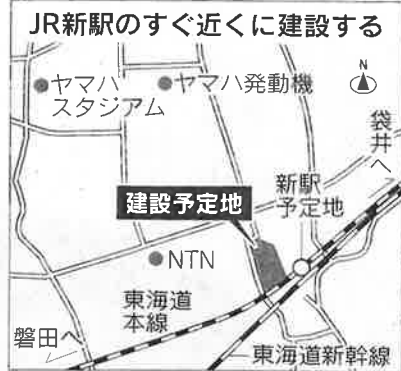 JR新駅のすぐ近くに建設する
ヤマハ
スタジアム
ヤマハ発動機
N
袋井へ
新駅
予定地
建設予定地
NTN
東海道
本線
磐田へ
東海道新幹線